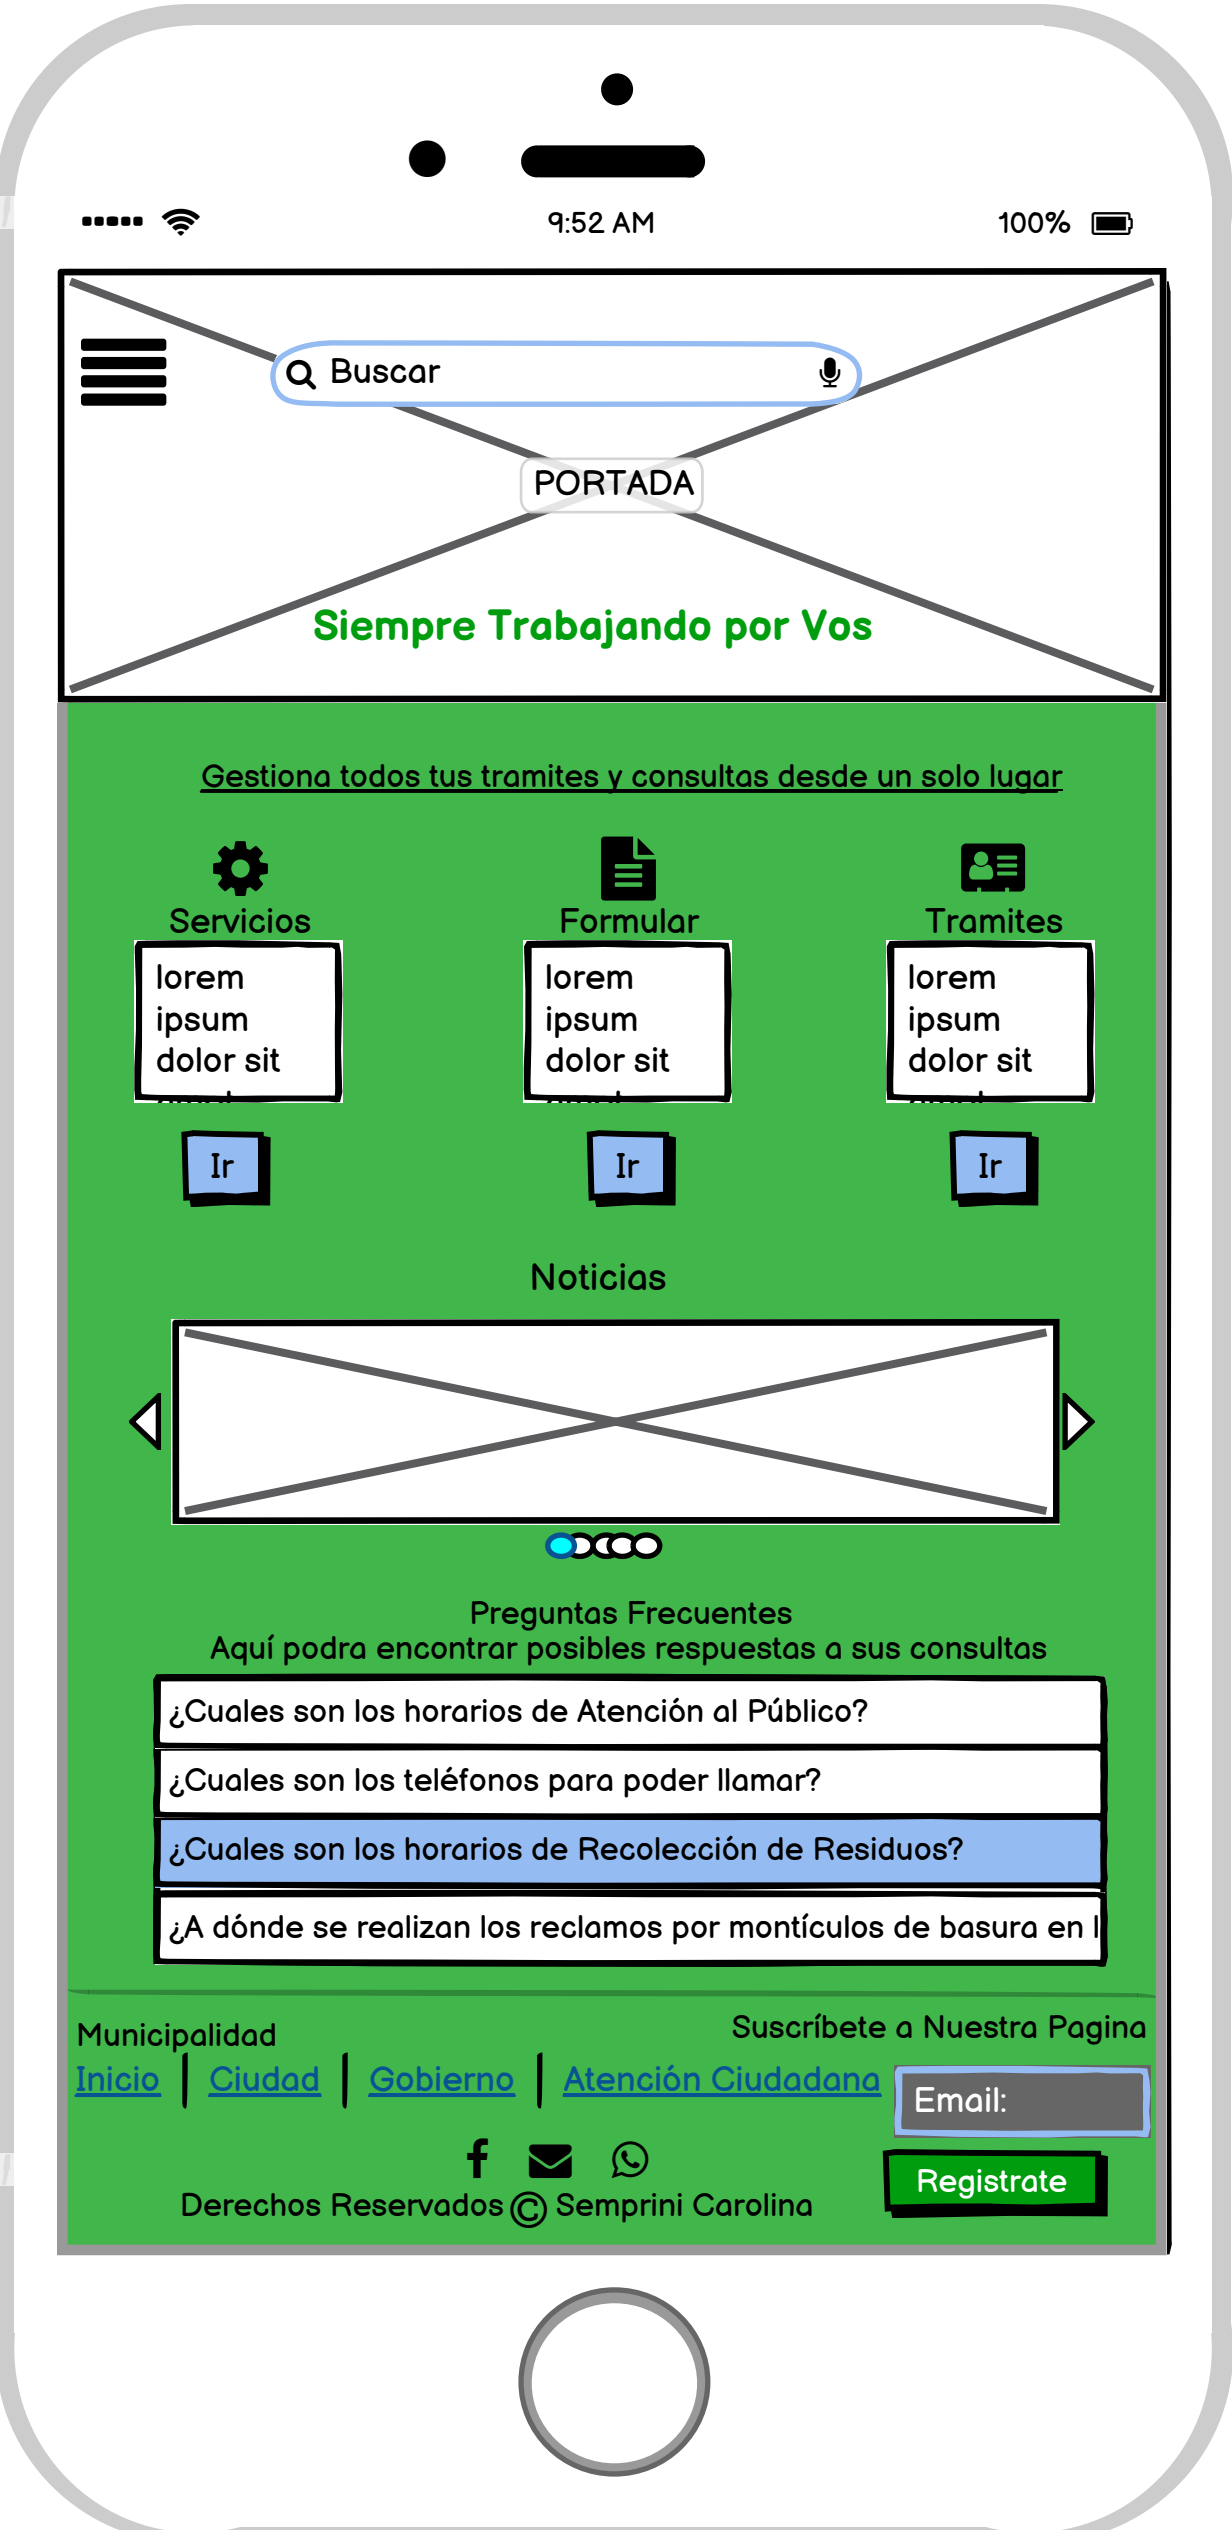 9:52 AM 100%
Buscar
PORTADA
Siempre Trabajando por Vos
Gestiona todos tus tramites y consultas desde un solo lugar
Servicios
lorem
ipsum
dolor sit
Ir
Formular
lorem
ipsum
dolor sit
Ir
Tramites
lorem
ipsum
dolor sit
Ir
Noticias
Preguntas Frecuentes
Aquí podra encontrar posibles respuestas a sus consultas
¿Cuales son los horarios de Atención al Público?
¿Cuales son los teléfonos para poder llamar?
¿Cuales son los horarios de Recolección de Residuos?
¿A dónde se realizan los reclamos por montículos de basura en l
Municipalidad
Inicio Ciudad Gobierno Atención Ciudadana
Suscríbete a Nuestra Pagina
Email:
Registrate
Derechos Reservados © Semprini Carolina